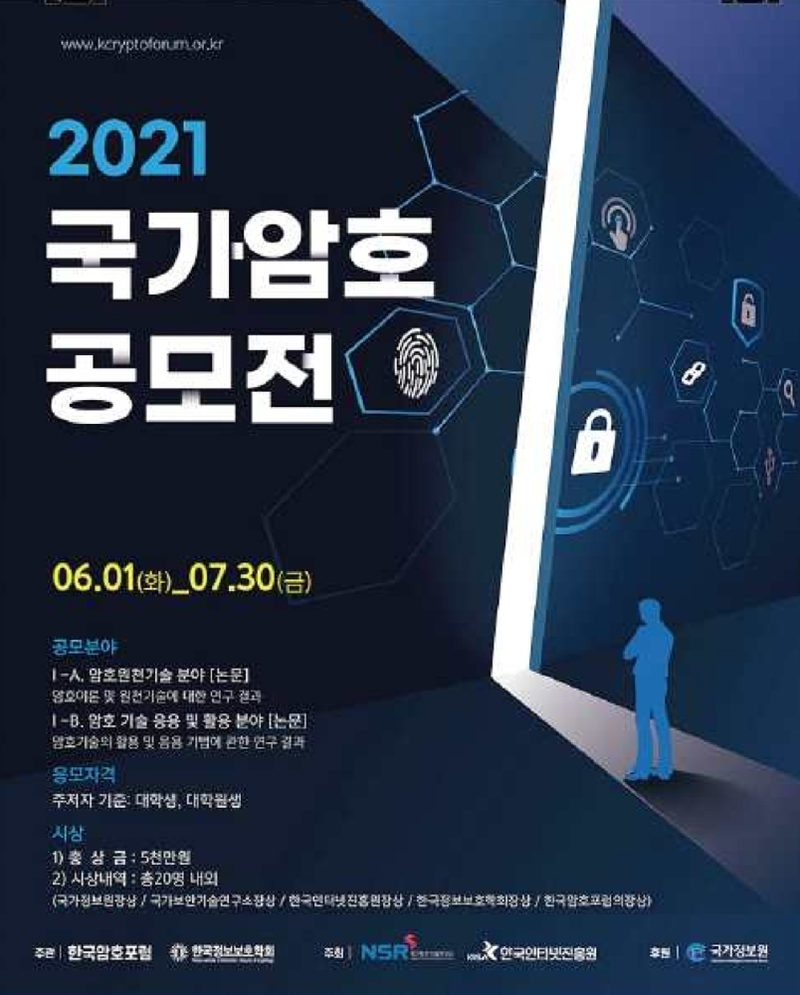 www.kcryptoforum.or.kr
2021
국가암호
공모전
06.01(화)_07.30(금)
공모분야
I-A. 암호원천기술 분야 [논문]
암호이론 및 원천기술에 대한 연구 결과
I-B. 암호 기술 응용 및 활용 분야 [논문]
암호기술의 활용 및 응용 기법에 관한 연구 결과
응모자격
주저자 기준: 대학생, 대학원생
시상
1) 총 상 금 : 5천만원
2) 시상내역 : 총20명 내외
(국가정보원장상 / 국가보안기술연구소장상 / 한국인터넷진흥원장상 / 한국정보보호학회장상 / 한국암호포럼의장상)
주관 | 한국암호포럼 한국정보보호학회 주최 | NSR KISA 한국인터넷진흥원 후원 | 국가정보원